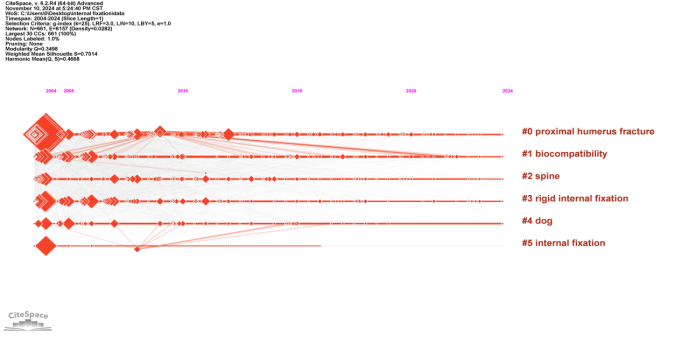 CiteSpace, v. 6.2.R4 (64-bit) Advanced
November 10, 2024 at 5:24:40 PM CST
WoS: C:\Users\G\Desktop\internal fixation\data
Timespan: 2004-2024 (Slice Length=1)
Selection Criteria: g-index (k=25), LRF=3.0, L/N=10, LBY=5, e=1.0
Network: N=661, E=6157 (Density=0.0282)
Largest 30 CCs: 661 (100%)
Nodes Labeled: 1.0%
Pruning: None
Modularity Q=0.3498
Weighted Mean Silhouette S=0.7014
Harmonic Mean(Q, S)=0.4668
2004 2005 2010 2015 2020 2024
#0 proximal humerus fracture
#1 biocompatibility
#2 spine
#3 rigid internal fixation
#4 dog
#5 internal fixation
CiteSpace